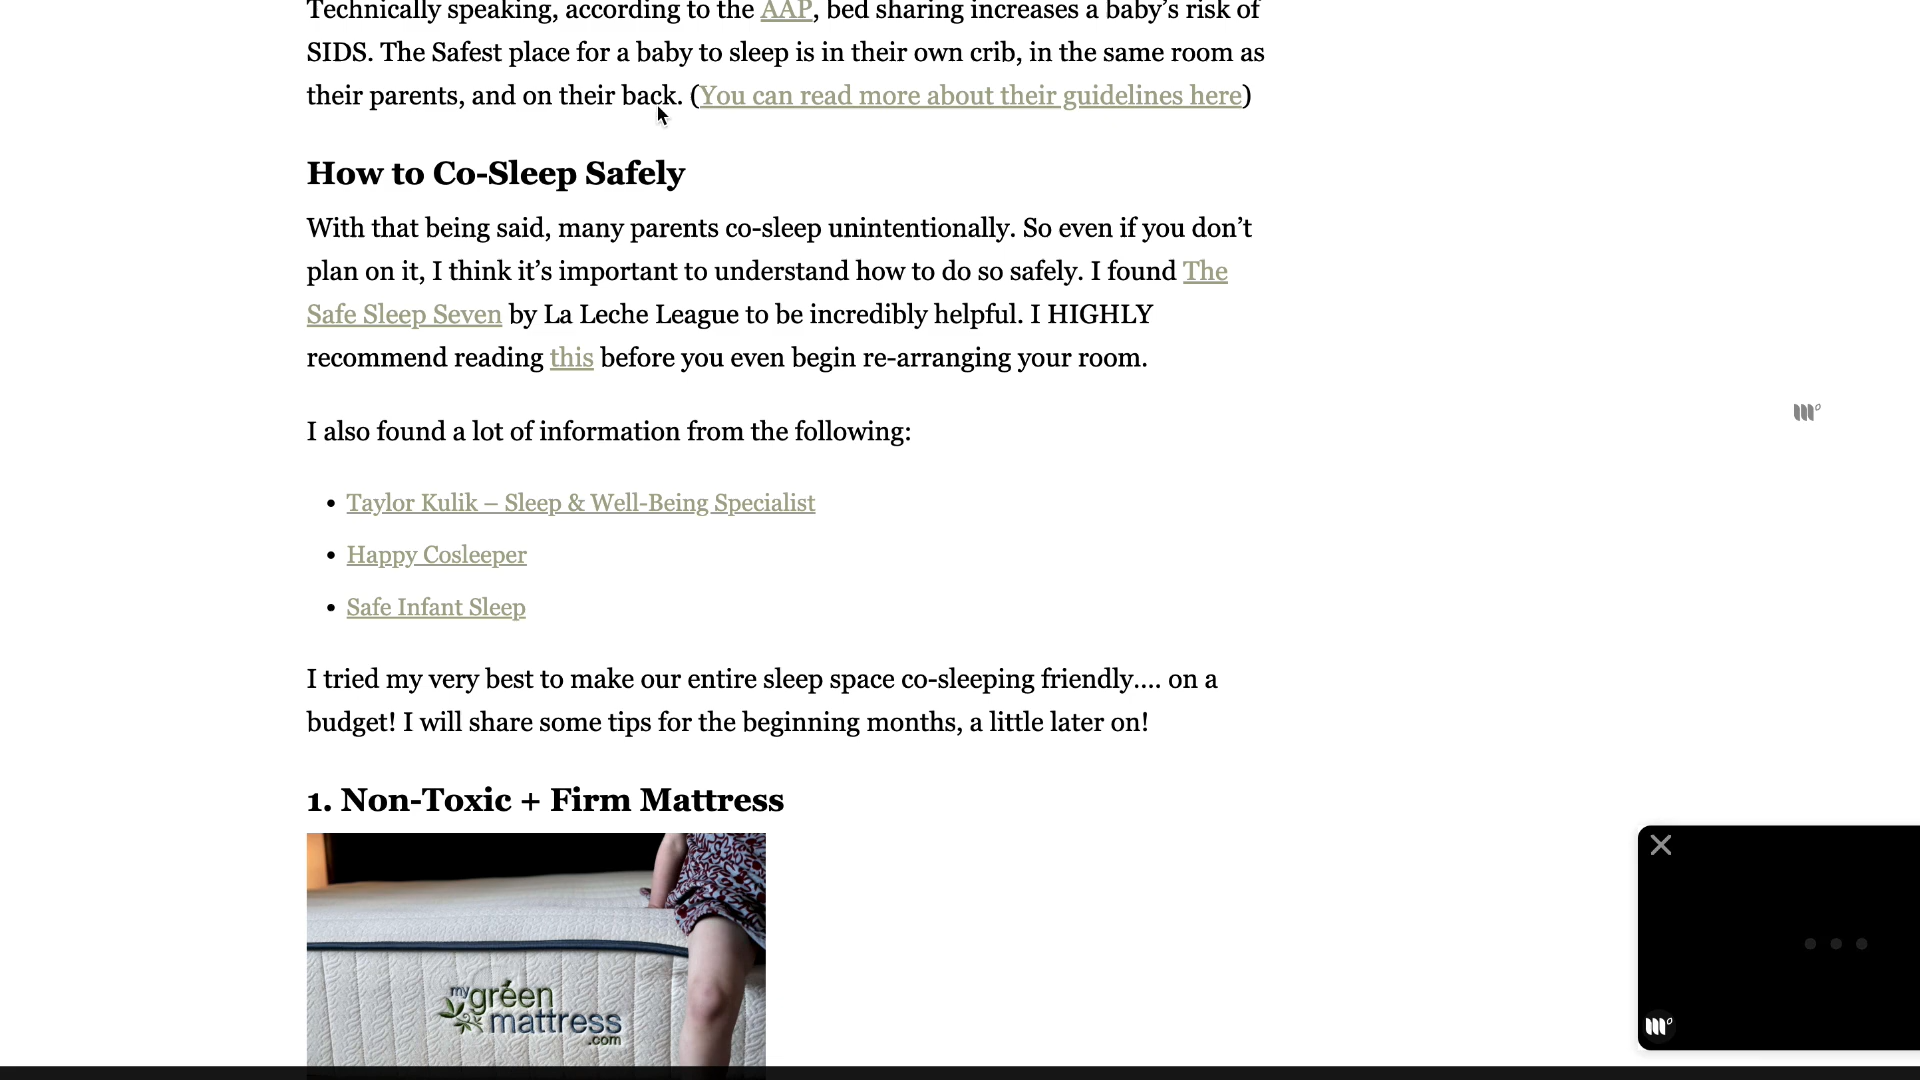 Technically speaking, according to the AAP, bed sharing increases a baby’s risk of
SIDS. The Safest place for a baby to sleep is in their own crib, in the same room as
their parents, and on their back. (You can read more about their guidelines here)
How to Co-Sleep Safely
With that being said, many parents co-sleep unintentionally. So even if you don’t
plan on it, I think it’s important to understand how to do so safely. I found The
Safe Sleep Seven by La Leche League to be incredibly helpful. I HIGHLY
recommend reading this before you even begin re-arranging your room.
I also found a lot of information from the following:
• Taylor Kulik – Sleep & Well-Being Specialist
• Happy Cosleeper
• Safe Infant Sleep
I tried my very best to make our entire sleep space co-sleeping friendly…. on a
budget! I will share some tips for the beginning months, a little later on!
1. Non-Toxic + Firm Mattress
my green
mattress
.com